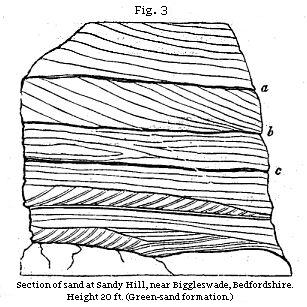 Fig. 3
a
b
c
Section of sand at Sandy Hill, near Biggleswade, Bedfordshire.
Height 20 ft. (Green-sand formation.)